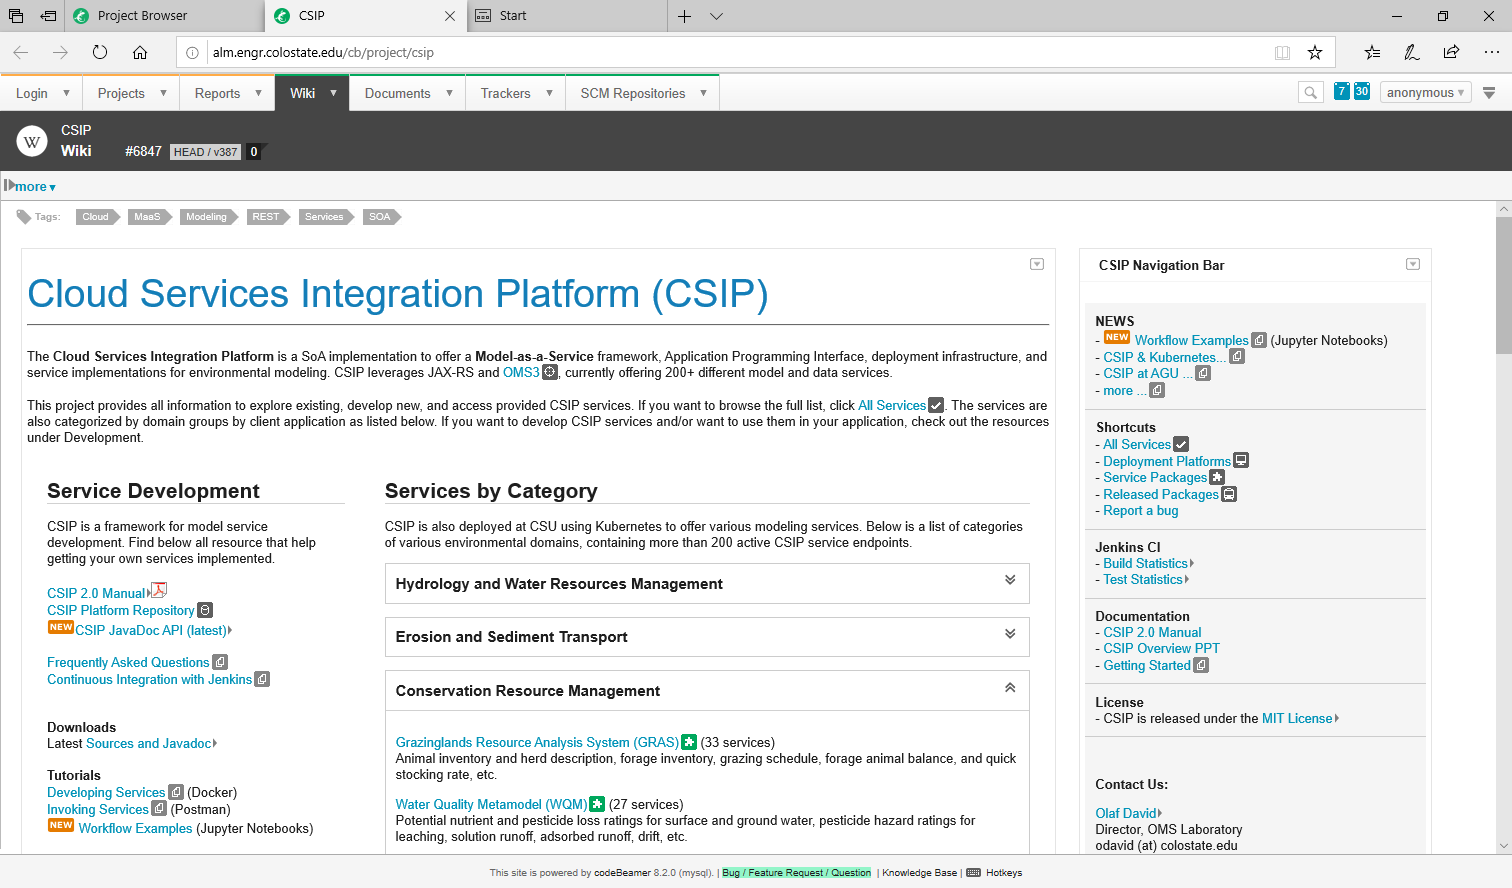 Project Browser
CSIP
Start
alm.engr.colostate.edu/cb/project/csip
Login
Projects
Reports
Wiki
Documents
Trackers
SCM Repositories
7
30
anonymous
W
CSIP
Wiki
#6847
HEAD / v387
0
more
Tags:
Cloud
MaaS
Modeling
REST
Services
SOA
Cloud Services Integration Platform (CSIP)
The Cloud Services Integration Platform is a SoA implementation to offer a Model-as-a-Service framework, Application Programming Interface, deployment infrastructure, and
service implementations for environmental modeling. CSIP leverages JAX-RS and OMS3, currently offering 200+ different model and data services.
This project provides all information to explore existing, develop new, and access provided CSIP services. If you want to browse the full list, click All Services. The services are
also categorized by domain groups by client application as listed below. If you want to develop CSIP services and/or want to use them in your application, check out the resources
under Development.
Service Development
CSIP is a framework for model service
development. Find below all resource that help
getting your own services implemented.
CSIP 2.0 Manual
CSIP Platform Repository
NEW CSIP JavaDoc API (latest)
Frequently Asked Questions
Continuous Integration with Jenkins
Downloads
Latest Sources and Javadoc
Tutorials
Developing Services (Docker)
Invoking Services (Postman)
NEW Workflow Examples (Jupyter Notebooks)
Services by Category
CSIP is also deployed at CSU using Kubernetes to offer various modeling services. Below is a list of categories
of various environmental domains, containing more than 200 active CSIP service endpoints.
Hydrology and Water Resources Management
Erosion and Sediment Transport
Conservation Resource Management
Grazinglands Resource Analysis System (GRAS) (33 services)
Animal inventory and herd description, forage inventory, grazing schedule, forage animal balance, and quick
stocking rate, etc.
Water Quality Metamodel (WQM) (27 services)
Potential nutrient and pesticide loss ratings for surface and ground water, pesticide hazard ratings for
leaching, solution runoff, adsorbed runoff, drift, etc.
CSIP Navigation Bar
NEWS
- NEW Workflow Examples (Jupyter Notebooks)
- CSIP & Kubernetes...
- CSIP at AGU ...
- more ...
Shortcuts
- All Services
- Deployment Platforms
- Service Packages
- Released Packages
- Report a bug
Jenkins CI
- Build Statistics
- Test Statistics
Documentation
- CSIP 2.0 Manual
- CSIP Overview PPT
- Getting Started
License
- CSIP is released under the MIT License
Contact Us:
Olaf David
Director, OMS Laboratory
odavid (at) colostate.edu
This site is powered by codeBeamer 8.2.0 (mysql). | Bug / Feature Request / Question | Knowledge Base | Hotkeys